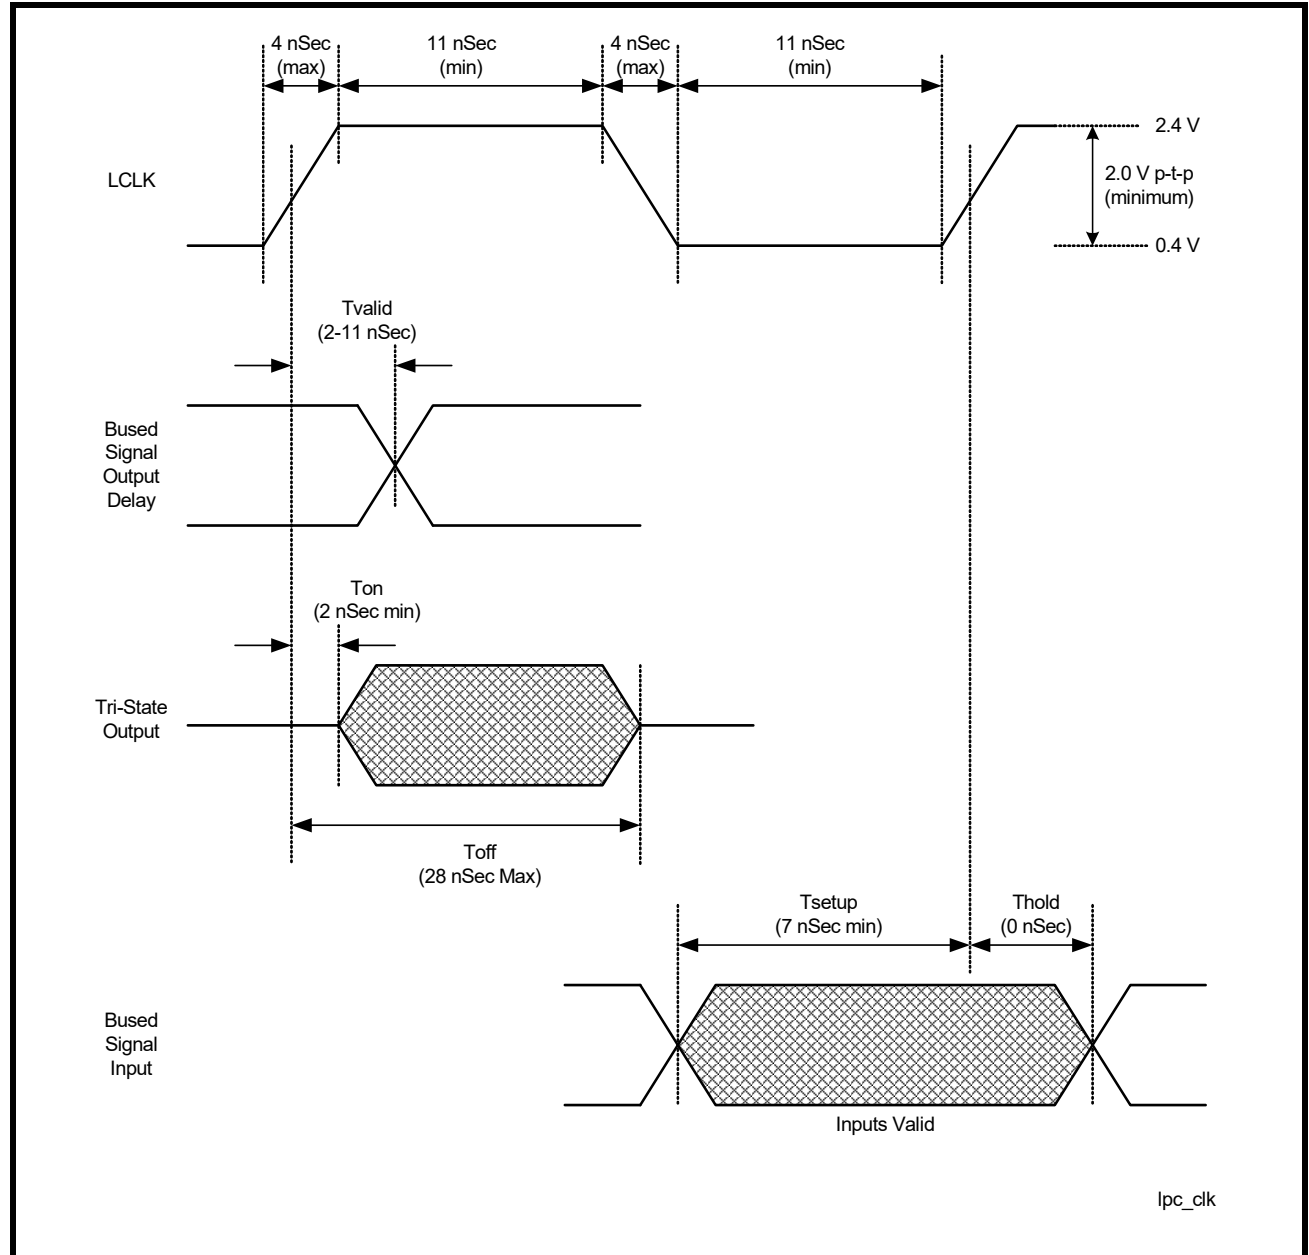 4 nSec
(max)
11 nSec
(min)
4 nSec
(max)
11 nSec
(min)
LCLK
2.4 V
2.0 V p-t-p
(minimum)
0.4 V
Tvalid
(2-11 nSec)
Bused
Signal
Output
Delay
Ton
(2 nSec min)
Tri-State
Output
Toff
(28 nSec Max)
Tsetup
(7 nSec min)
Thold
(0 nSec)
Bused
Signal
Input
Inputs Valid
lpc_clk